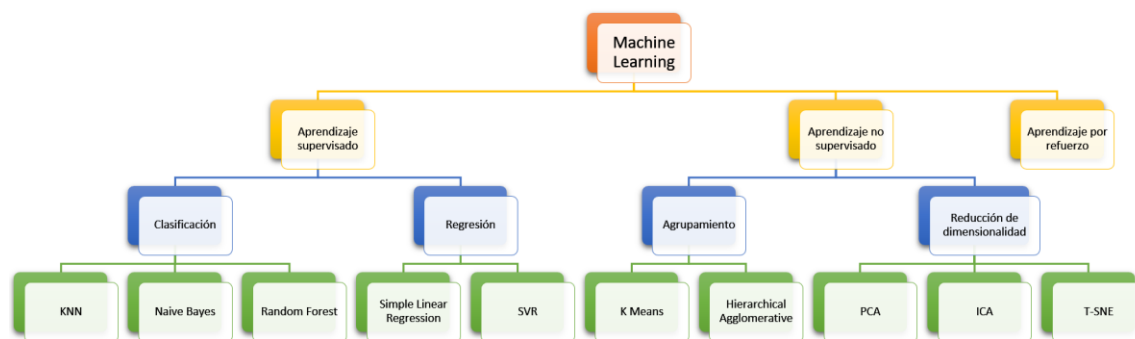 Machine
Learning
Aprendizaje
supervisado
Aprendizaje no
supervisado
Aprendizaje por
refuerzo
Clasificación
Regresión
Agrupamiento
Reducción de
dimensionalidad
KNN
Naive Bayes
Random Forest
Simple Linear
Regression
SVR
K Means
Hierarchical
Agglomerative
PCA
ICA
T-SNE